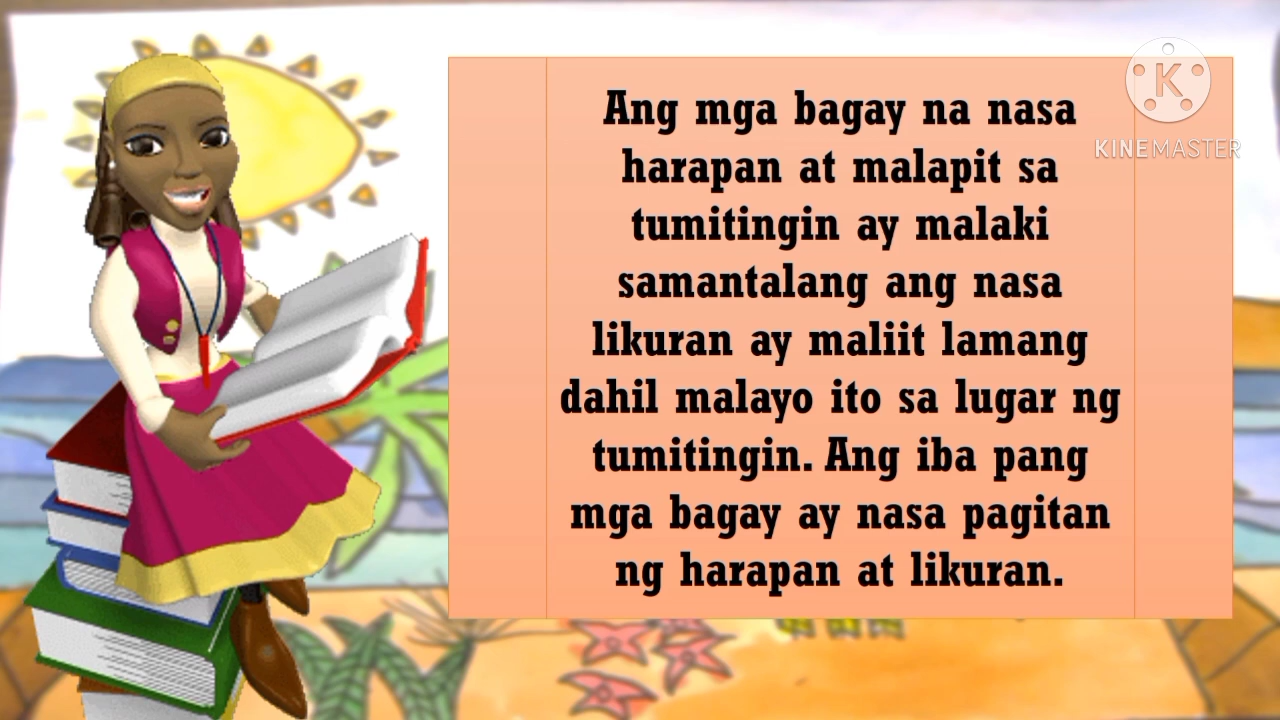 Ang mga bagay na nasa
harapan at malapit sa
tumitingin ay malaki
samantalang ang nasa
likuran ay maliit lamang
dahil malayo ito sa lugar ng
tumitingin. Ang iba pang
mga bagay ay nasa pagitan
ng harapan at likuran.
K
KINEMASTER